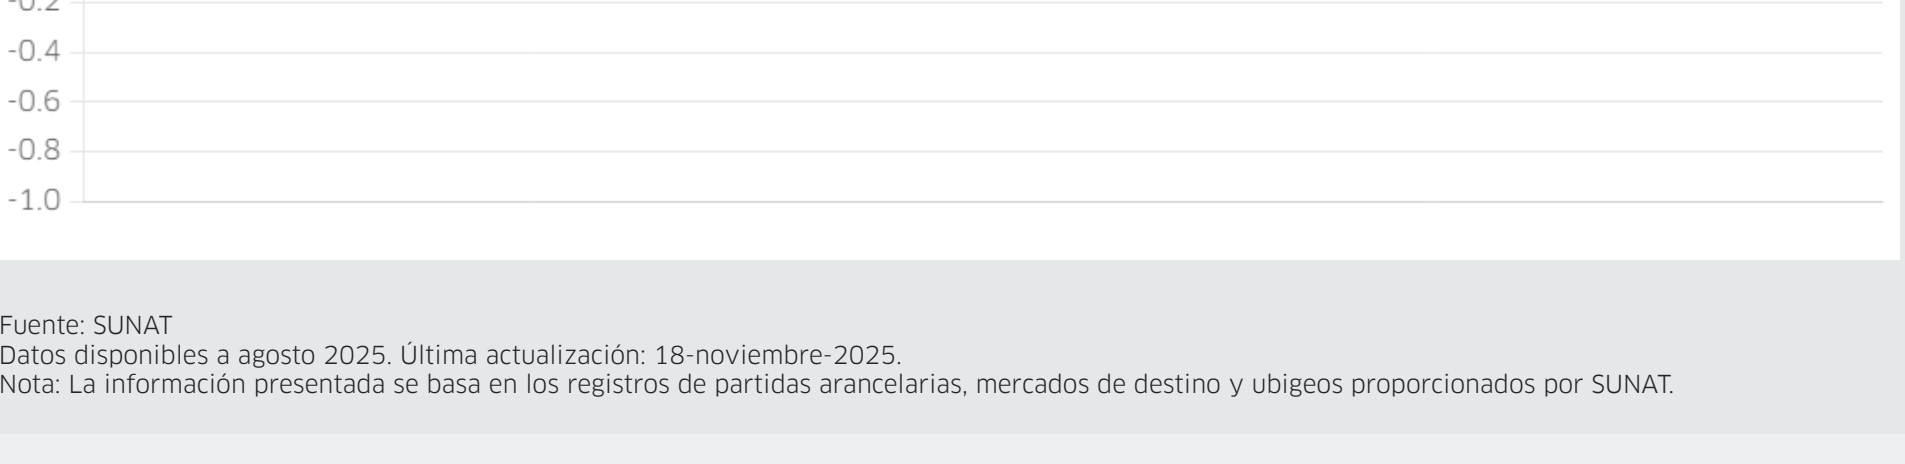 -0.2
-0.4
-0.6
-0.8
-1.0
Fuente: SUNAT
Datos disponibles a agosto 2025. Última actualización: 18-noviembre-2025.
Nota: La información presentada se basa en los registros de partidas arancelarias, mercados de destino y ubigeos proporcionados por SUNAT.